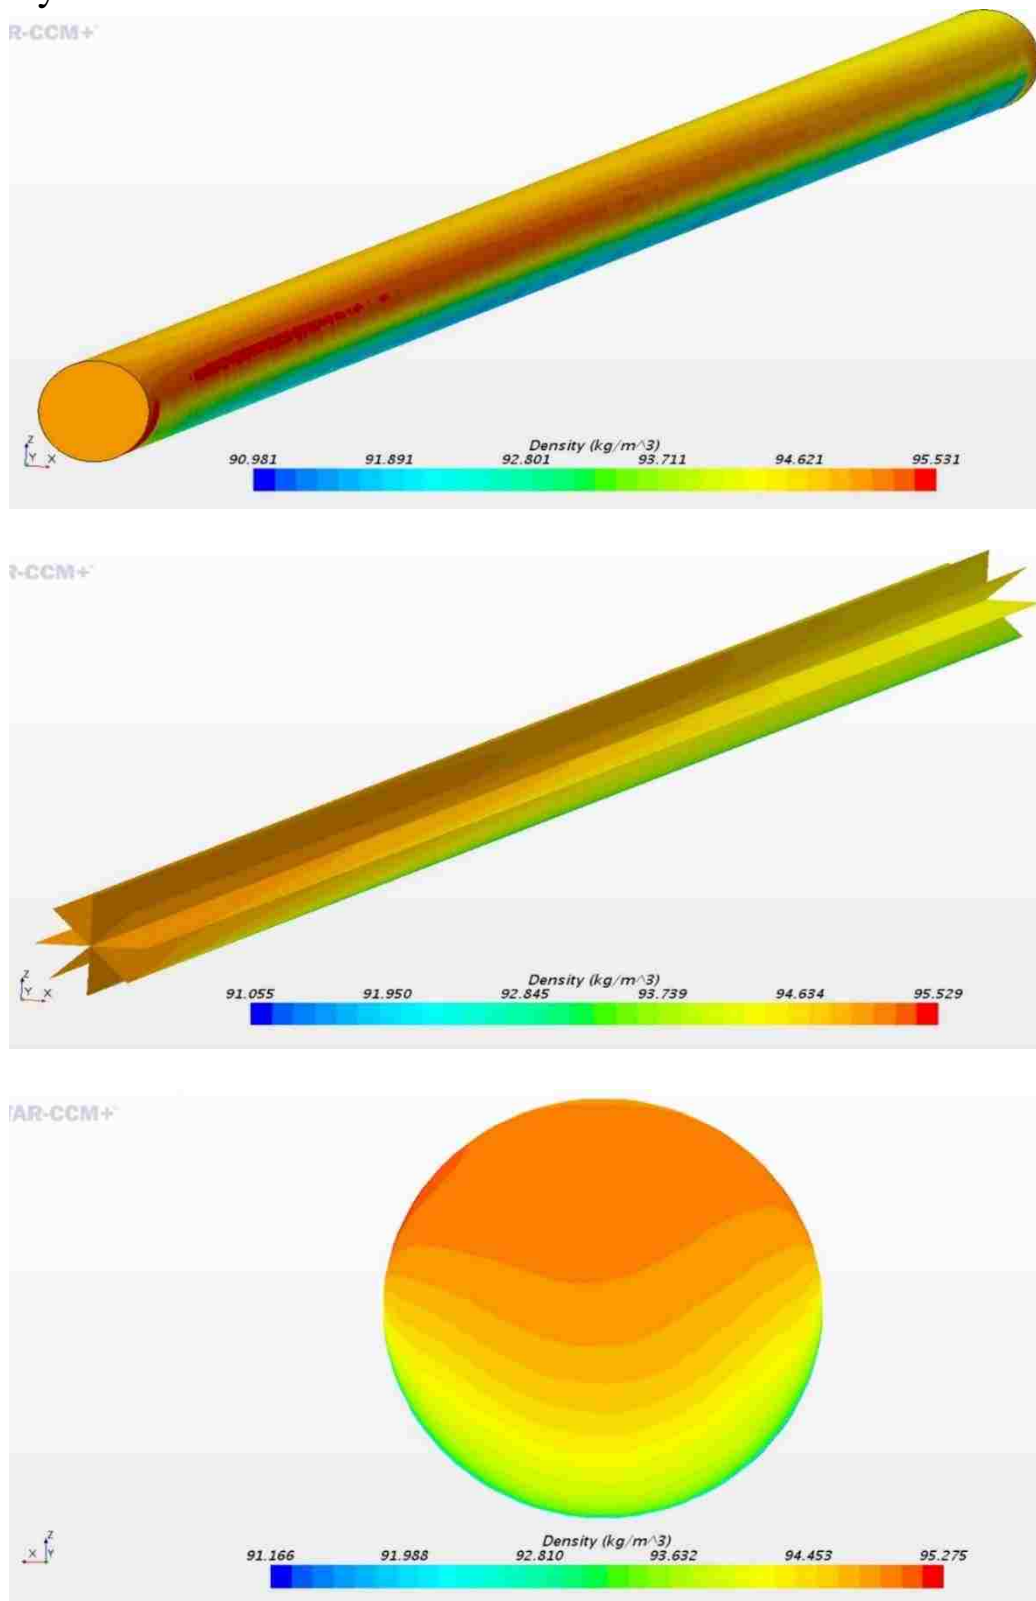 R-CCM+
Z
Y X
Density (kg/m^3)
90.981 91.891 92.801 93.711 94.621 95.531
R-CCM+
Z
Y X
Density (kg/m^3)
91.055 91.950 92.845 93.739 94.634 95.529
TAR-CCM+
Z
X Y
Density (kg/m^3)
91.166 91.988 92.810 93.632 94.453 95.275